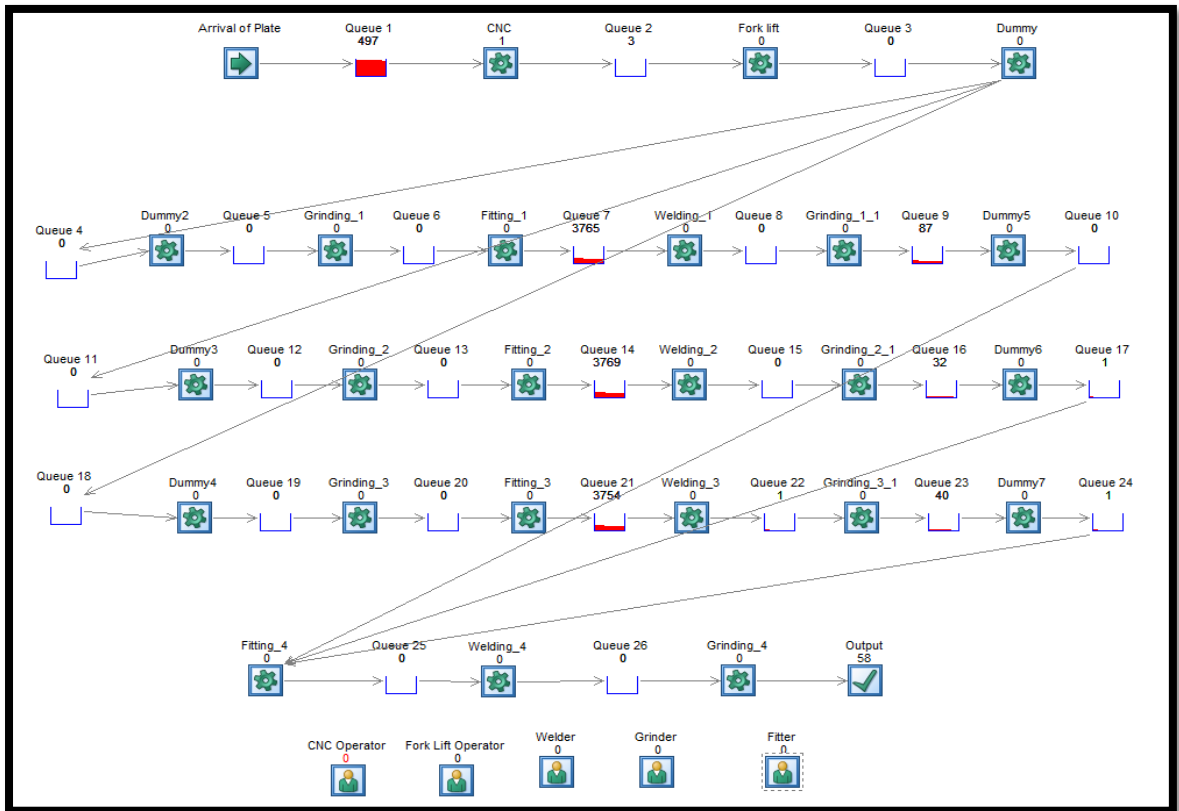 Arrival of Plate Queue 1 CNC Queue 2 Fork lift Queue 3 Dummy
497 1 3 0 0 0
Dummy2 Queue 5 Grinding_1 Queue 6 Fitting_1 Queue 7 Welding_1 Queue 8 Grinding_1_1 Queue 9 Dummy5 Queue 10
0 0 0 0 0 3765 0 0 0 87 0 0
Queue 4
0
Dummy3 Queue 12 Grinding_2 Queue 13 Fitting_2 Queue 14 Welding_2 Queue 15 Grinding_2_1 Queue 16 Dummy6 Queue 17
0 0 0 0 0 3769 0 0 0 32 0 1
Queue 11
0
Queue 18 Dummy4 Queue 19 Grinding_3 Queue 20 Fitting_3 Queue 21 Welding_3 Queue 22 Grinding_3_1 Queue 23 Dummy7 Queue 24
0 0 0 0 0 0 3754 0 1 0 40 0 1
Fitting_4 Queue 25 Welding_4 Queue 26 Grinding_4 Output
0 0 0 0 0 58
CNC Operator Fork Lift Operator Welder Grinder Fitter
0 0 0 0 0